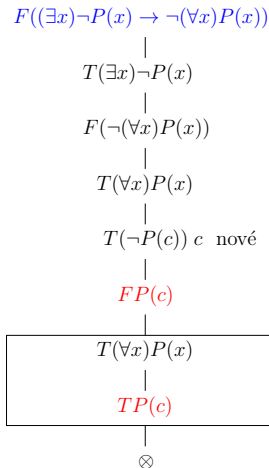 F((∃x)¬P(x) → ¬(∀x)P(x))
T(∃x)¬P(x)
F(¬(∀x)P(x))
T(∀x)P(x)
T(¬P(c)) c nové
FP(c)
T(∀x)P(x)
TP(c)
⊗